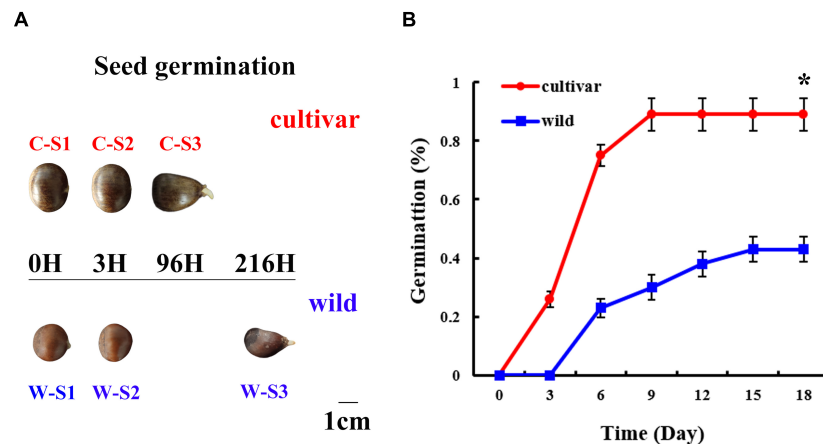 A
Seed germination
cultivar
C-S1 C-S2 C-S3
0H 3H 96H 216H
wild
W-S1 W-S2 W-S3
1cm
B
*
cultivar
wild
Germination (%)
1
0.8
0.6
0.4
0.2
0
0 3 6 9 12 15 18
Time (Day)